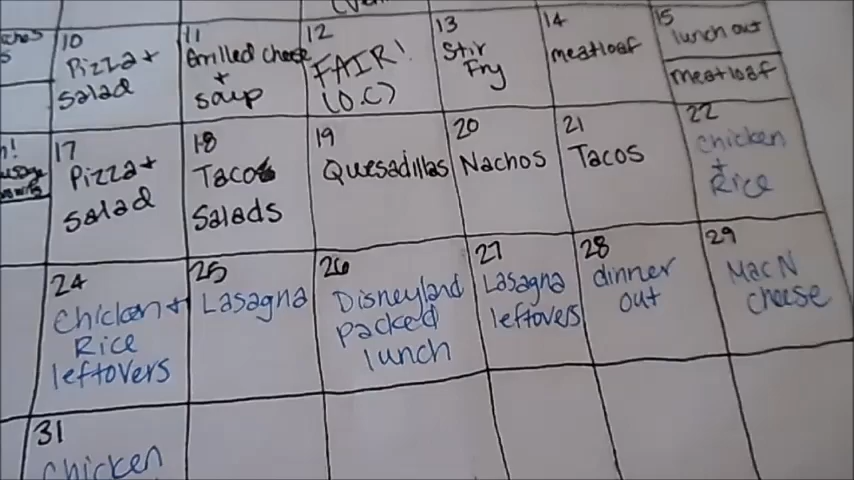 10
Pizza +
salad
11
Grilled cheese
+
soup
12
FAIR!
(O.C)
13
Stir
Fry
14
meatloaf
15
lunch out
meatloaf
17
Pizza +
salad
18
Taco
Salads
19
Quesadillas
20
Nachos
21
Tacos
22
Chicken
+
Rice
24
Chicken +
Rice
leftovers
25
Lasagna
26
Disneyland
packed
lunch
27
Lasagna
leftovers
28
dinner
out
29
Mac N
cheese
31
Chicken